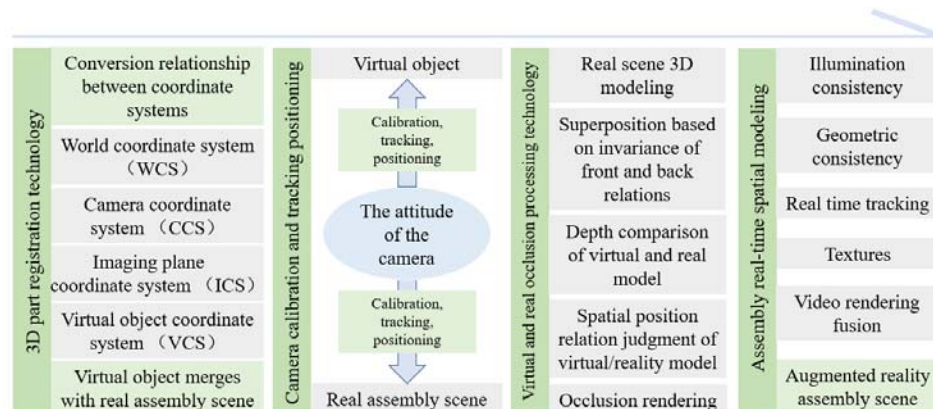 3D part registration technology
Conversion relationship
between coordinate
systems
World coordinate system
（WCS）
Camera coordinate
system （CCS）
Imaging plane
coordinate system （ICS）
Virtual object coordinate
system （VCS）
Virtual object merges
with real assembly scene
Camera calibration and tracking positioning
Virtual object
Calibration,
tracking,
positioning
The attitude
of the
camera
Calibration,
tracking,
positioning
Real assembly scene
Virtual and real occlusion processing technology
Real scene 3D
modeling
Superposition based
on invariance of
front and back
relations
Depth comparison
of virtual and real
model
Spatial position
relation judgment of
virtual/reality model
Occlusion rendering
Assembly real-time spatial modeling
Illumination
consistency
Geometric
consistency
Real time tracking
Textures
Video rendering
fusion
Augmented reality
assembly scene